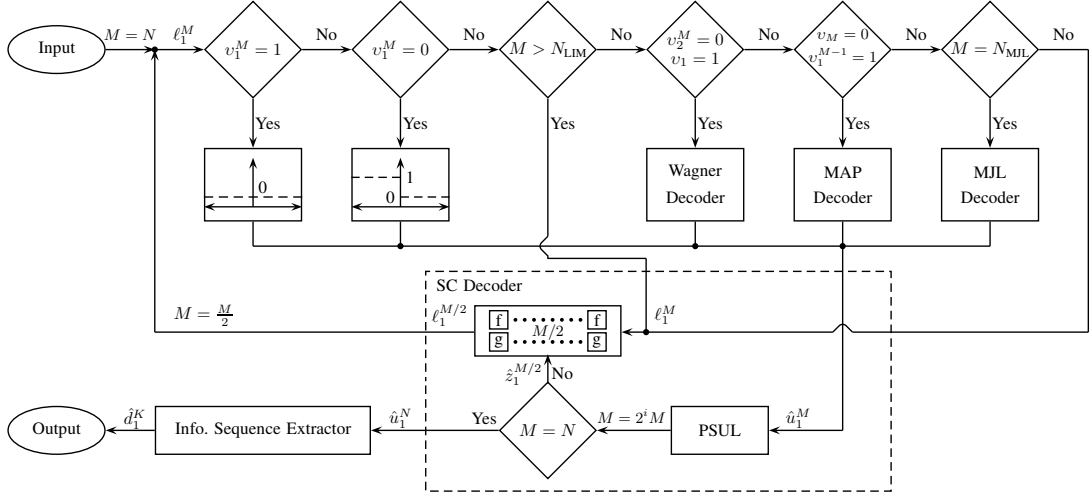 Input
M = N
ℓ₁ᴹ
υ₁ᴹ = 1
No
υ₁ᴹ = 0
No
M > N_LIM
No
υ₂ᴹ = 0
υ₁ = 1
No
υ_M = 0
υ₁ᴹ⁻¹ = 1
No
M = N_MJL
No
Yes
Yes
Yes
Yes
Yes
Yes
0
1
0
Wagner
Decoder
MAP
Decoder
MJL
Decoder
SC Decoder
M = M/2
ℓ₁^{M/2}
f f
M/2
g g
ℓ₁ᴹ
ẑ₁^{M/2}
No
Output
d̂₁ᴷ
Info. Sequence Extractor
û₁ᴺ
Yes
M = N
M = 2ⁱM
PSUL
û₁ᴹ